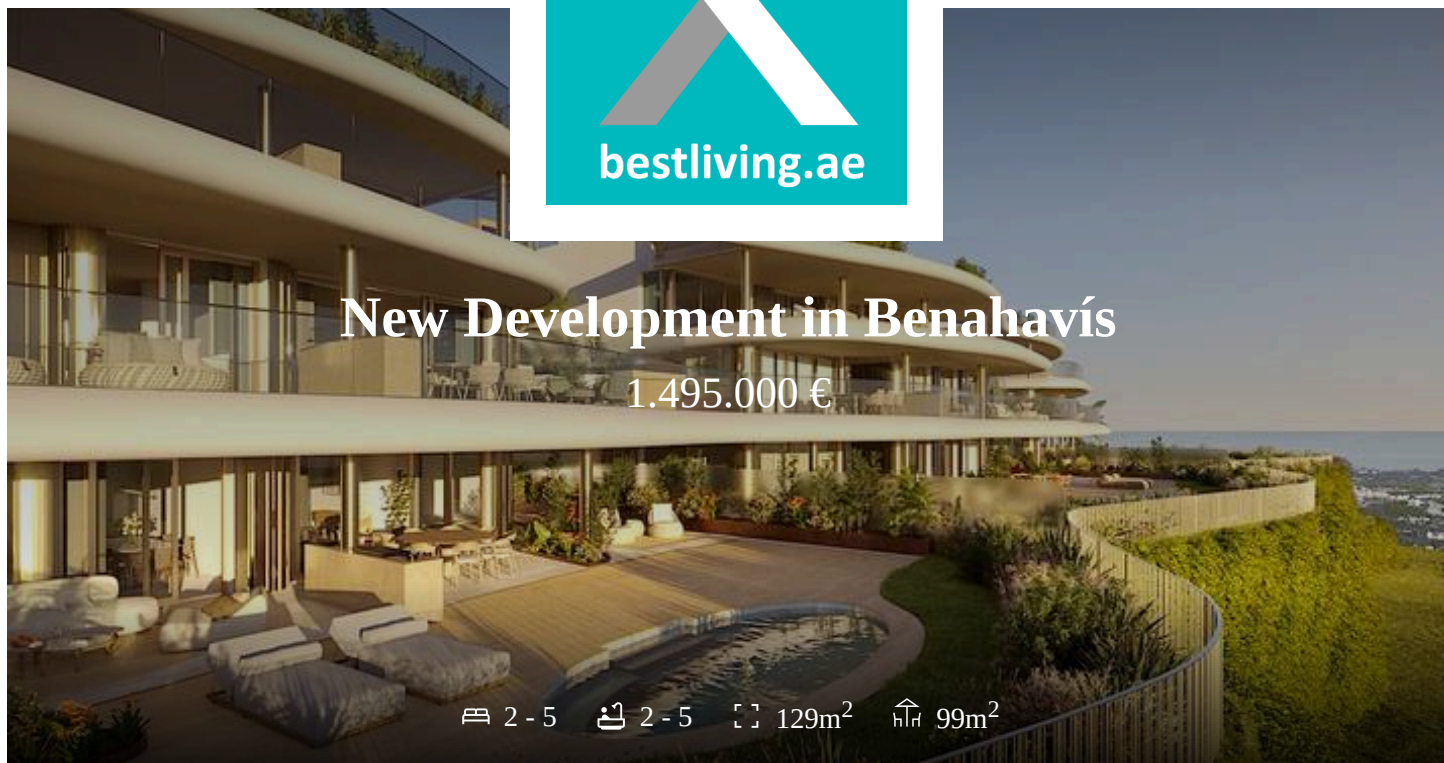 bestliving.ae
New Development in Benahavís
1.495.000 €
2 - 5 2 - 5 129m² 99m²